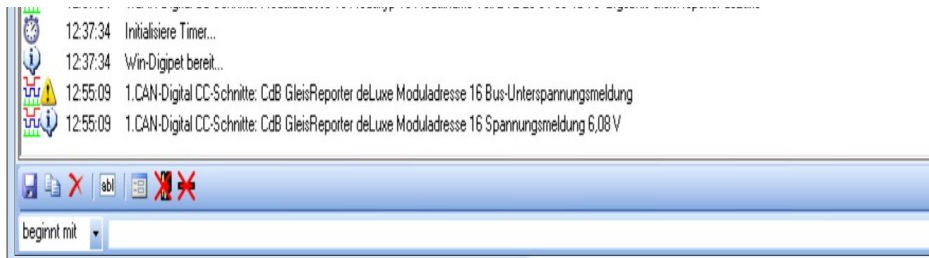 12:37:34 Initialisiere Timer...
12:37:34 Win-Digipet bereit...
12:55:09 1.CAN-Digital CC-Schnitte: CdB GleisReporter deLuxe Moduladresse 16 Bus-Unterspannungsmeldung
12:55:09 1.CAN-Digital CC-Schnitte: CdB GleisReporter deLuxe Moduladresse 16 Spannungsmeldung 6,08 V
abl
beginnt mit